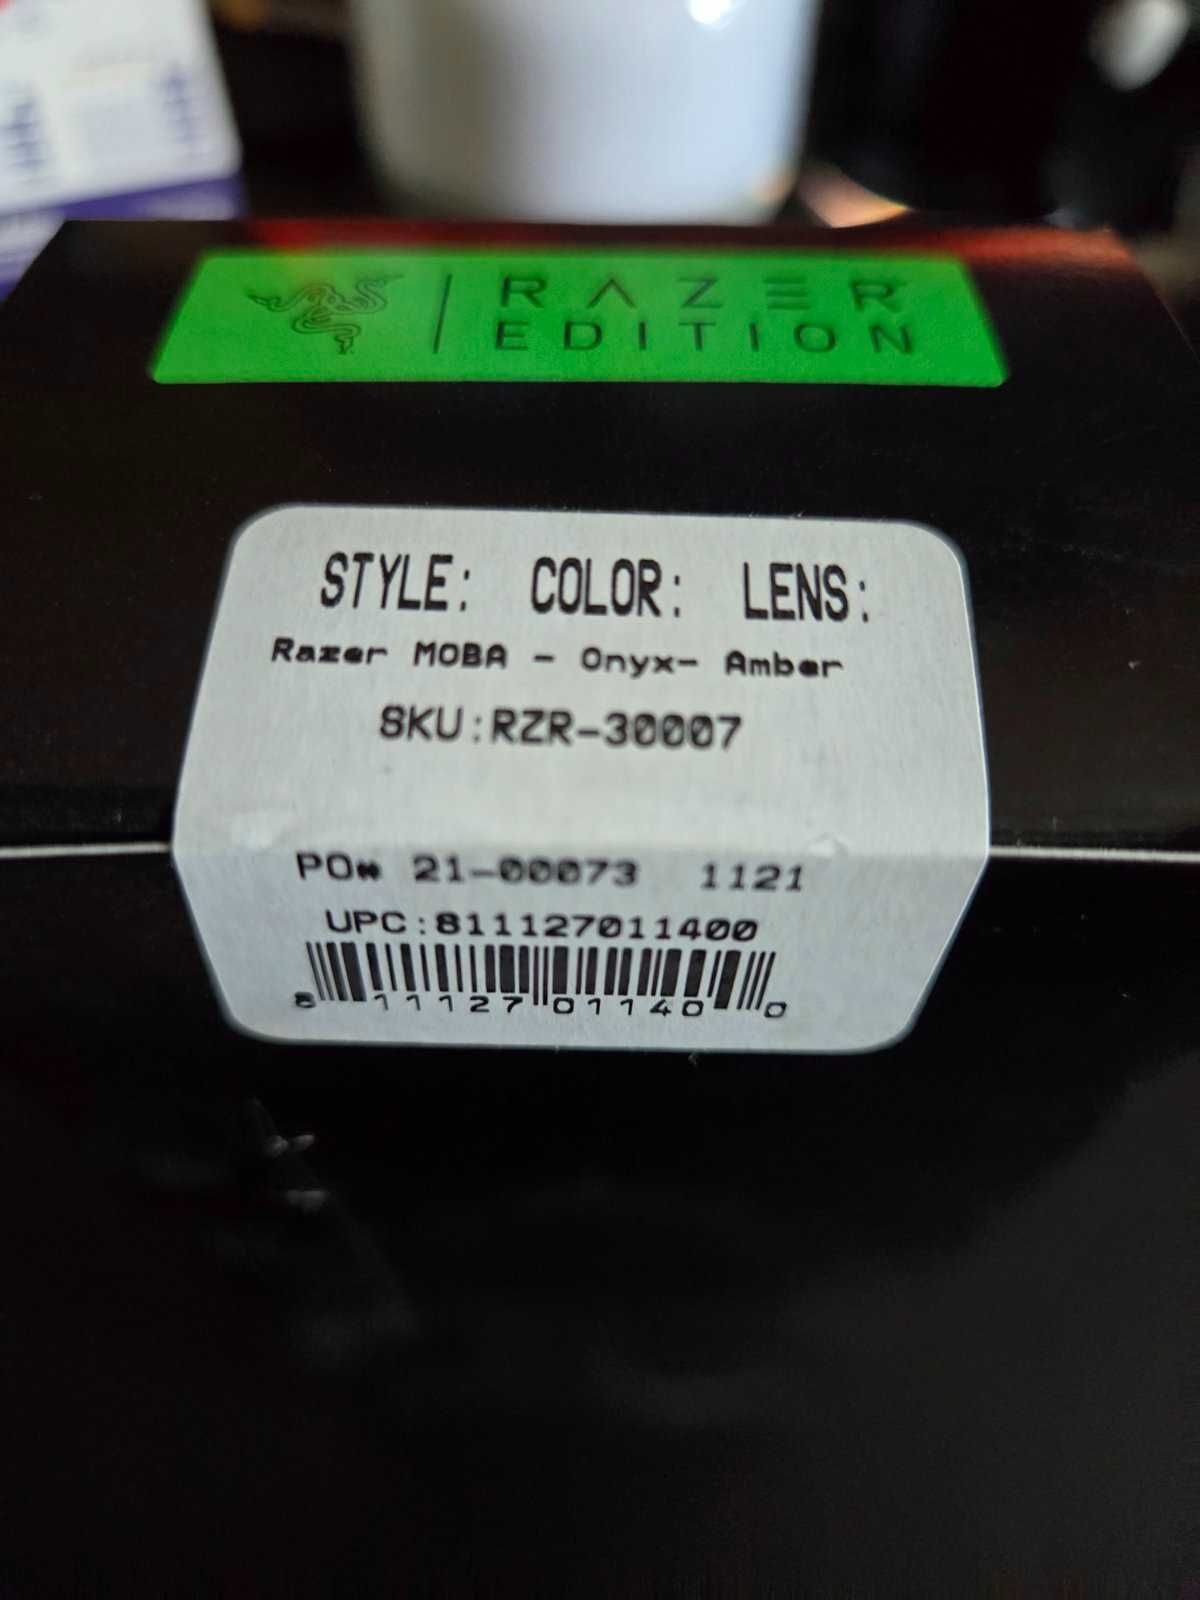 RAZER
EDITION
STYLE: COLOR: LENS:
Razer MOBA - Onyx- Amber
SKU:RZR-30007
PO# 21-00073 1121
UPC:811127011400
8 11127 01140 0